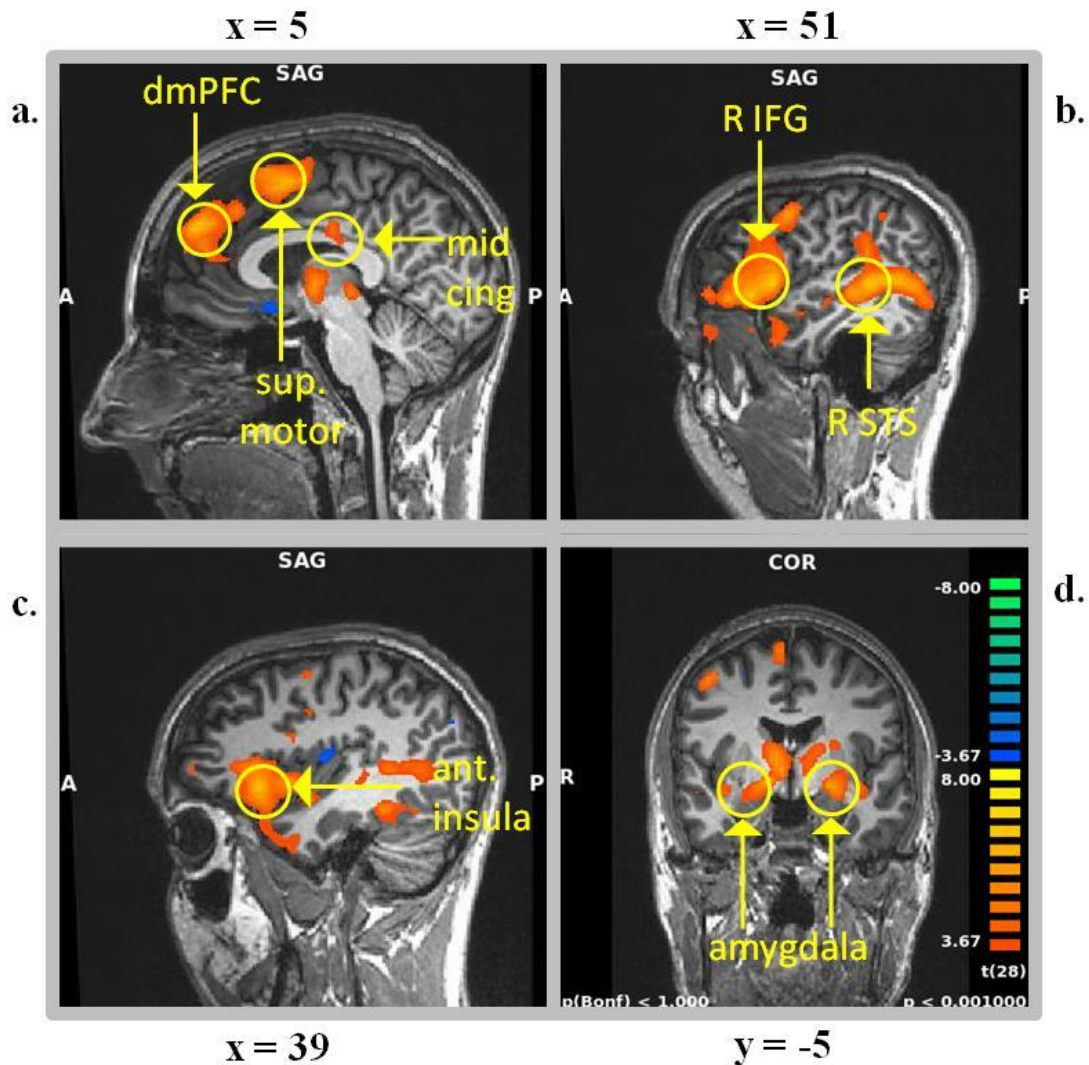 x = 5
x = 51
a.
SAG
dmPFC
A
P
mid
cing
sup.
motor
b.
SAG
R IFG
A
P
R STS
c.
SAG
A
P
ant.
insula
d.
COR
R
-8.00
-3.67
8.00
3.67
t(28)
amygdala
p(Bonf) < 1.000
p < 0.001000
x = 39
y = -5